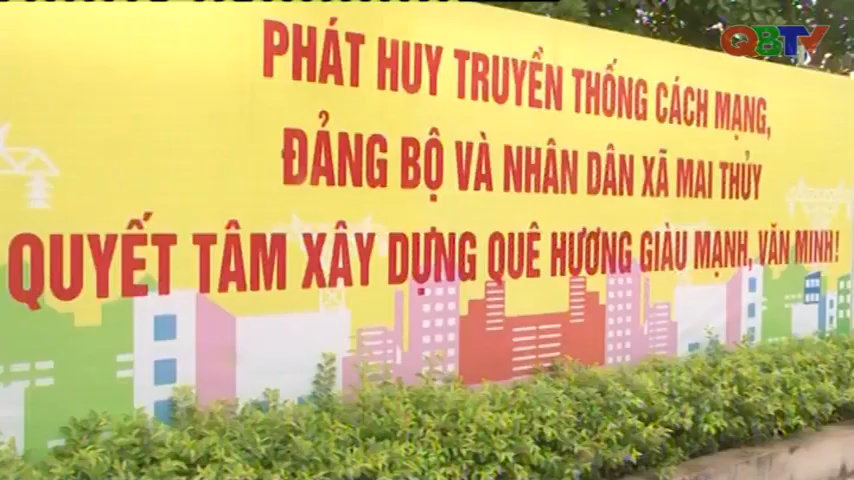 QBTV
PHÁT HUY TRUYỀN THỐNG CÁCH MẠNG,
ĐẢNG BỘ VÀ NHÂN DÂN XÃ MAI THỦY
QUYẾT TÂM XÂY DỰNG QUÊ HƯƠNG GIÀU MẠNH, VĂN MINH!